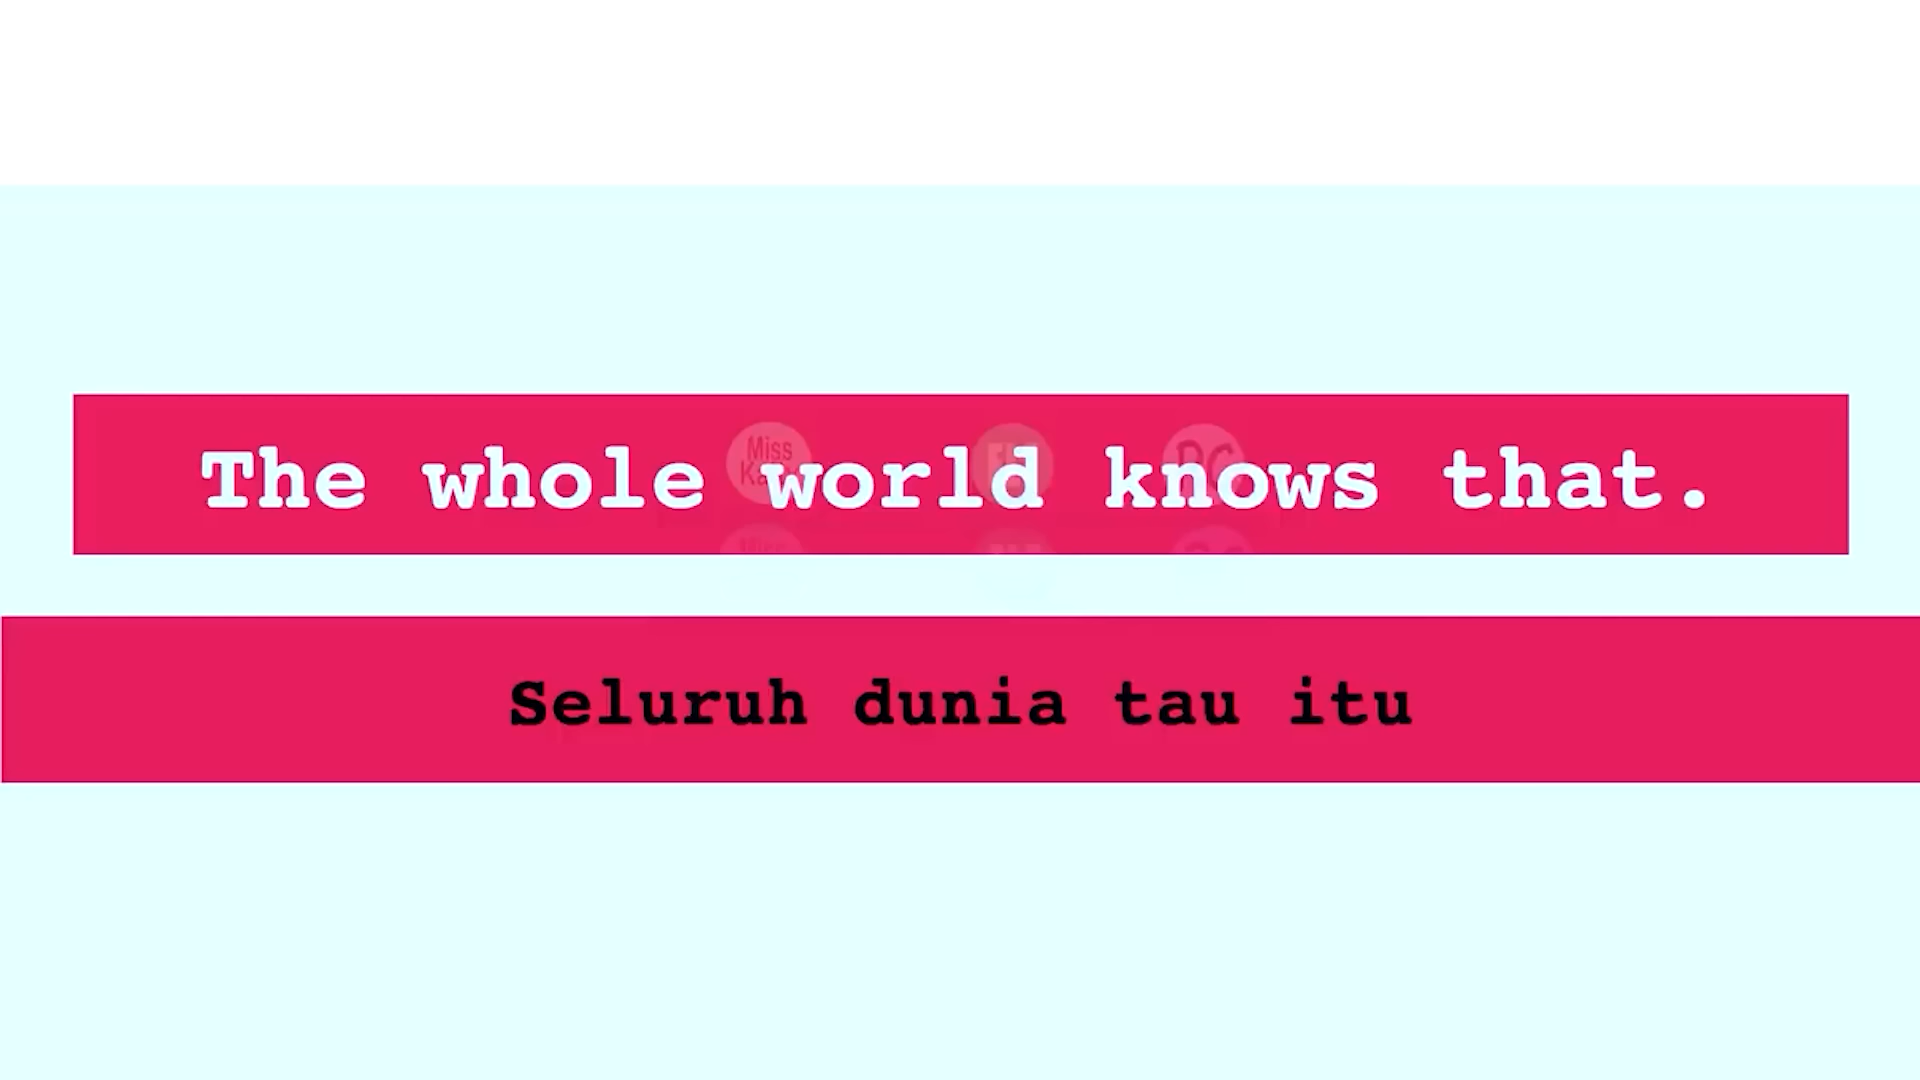 The whole world knows that.
Seluruh dunia tau itu